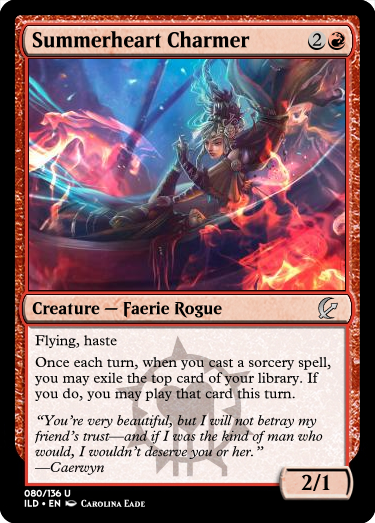 Summerheart Charmer 2
Creature — Faerie Rogue
Flying, haste
Once each turn, when you cast a sorcery spell,
you may exile the top card of your library. If
you do, you may play that card this turn.
“You’re very beautiful, but I will not betray my
friend’s trust—and if I was the kind of man who
would, I wouldn’t deserve you or her.”
—Caerwyn
2/1
080/136 U
ILD • EN Carolina Eade